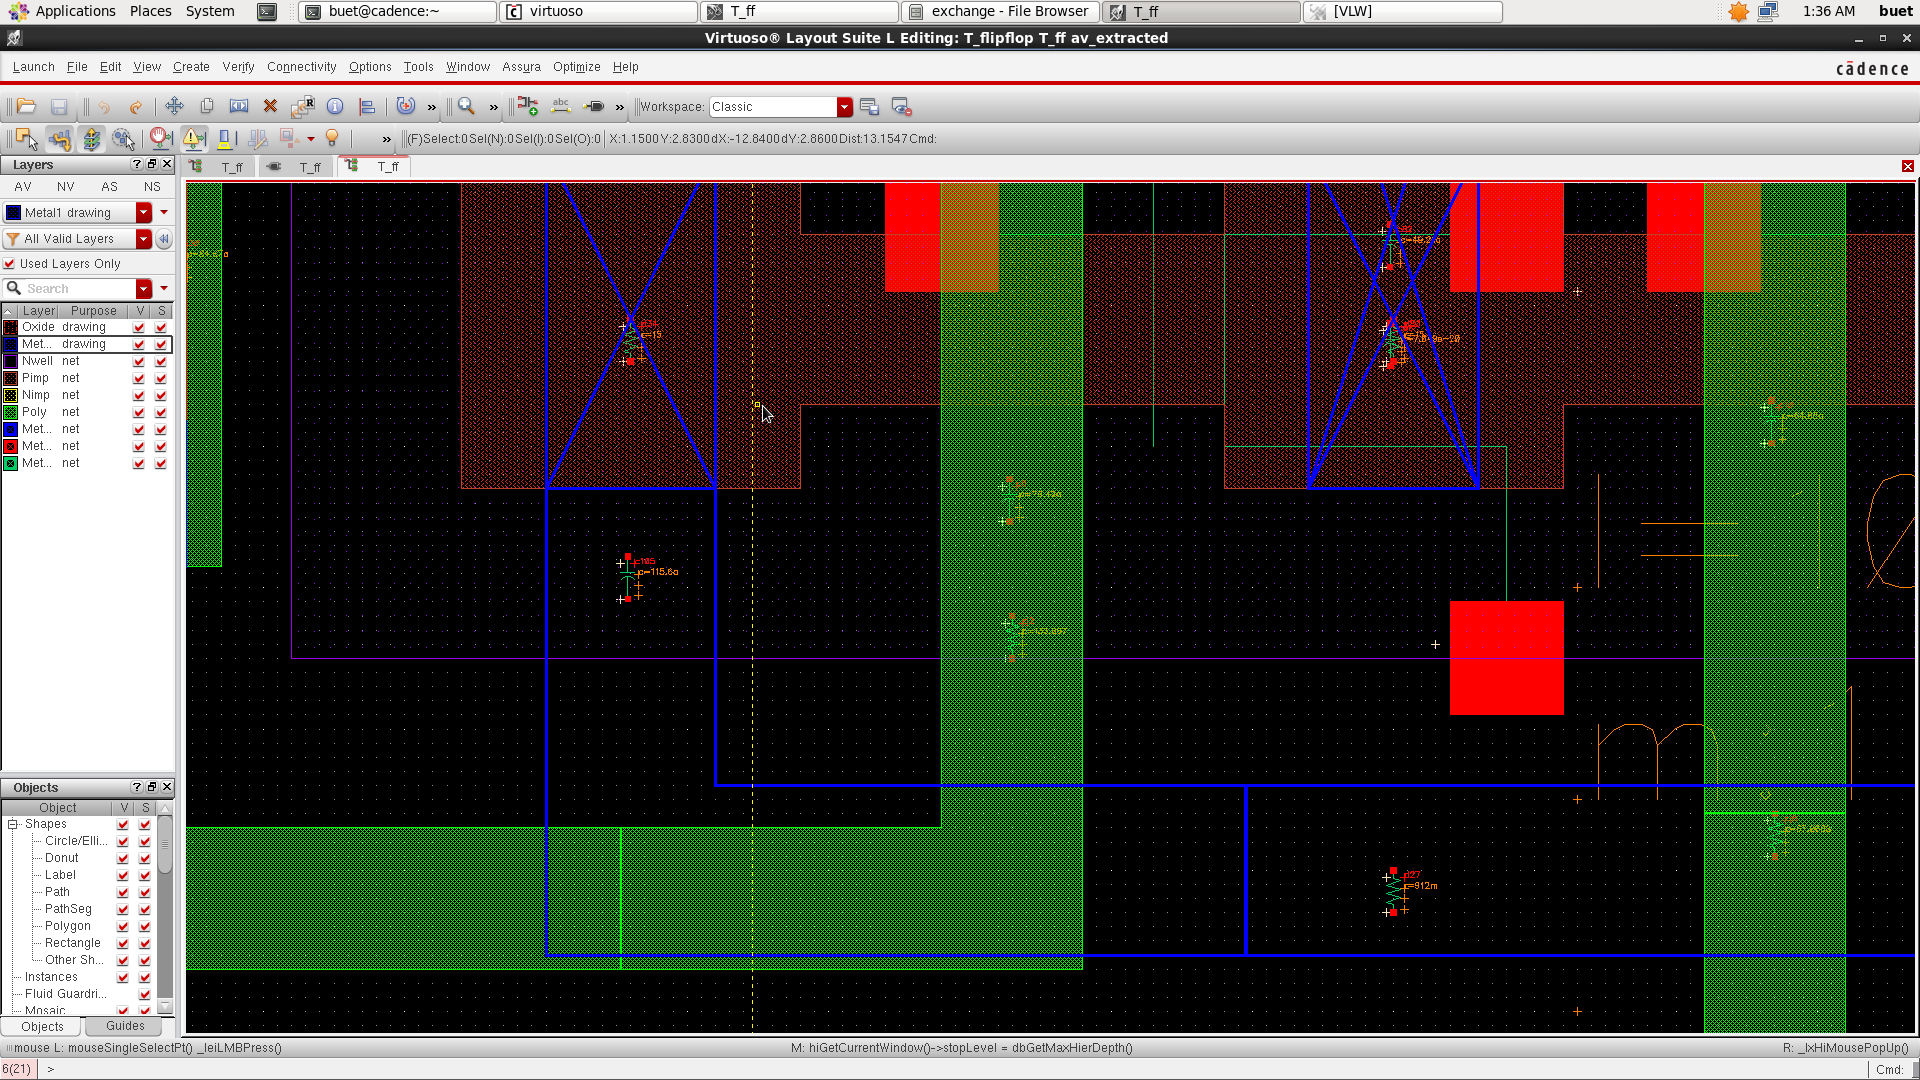 Applications Places System buet@cadence:~ virtuoso T_ff exchange - File Browser T_ff [VLW] 1:36 AM buet
Virtuoso® Layout Suite L Editing: T_flipflop T_ff av_extracted
Launch File Edit View Create Verify Connectivity Options Tools Window Assura Optimize Help
cādence
» » abc » Workspace: Classic
» (F)Select:0 Sel(N):0 Sel(I):0 Sel(O):0 X:1.1500 Y:2.8300 dX:-12.8400 dY:2.8600 Dist:13.1547 Cmd:
Layers
T_ff T_ff T_ff
AV NV AS NS
Metal1 drawing
All Valid Layers
Used Layers Only
Search
Layer Purpose V S
Oxide drawing
Met... drawing
Nwell net
Pimp net
Nimp net
Poly net
Met... net
Met... net
Met... net
c=115.6a
r=912m
m
Objects
Object V S
Shapes
Circle/Elli...
Donut
Label
Path
PathSeg
Polygon
Rectangle
Other Sh...
Instances
Fluid Guardri...
Mosaic
Objects Guides
mouse L: mouseSingleSelectPt() _leiLMBPress() M: hiGetCurrentWindow()->stopLevel = dbGetMaxHierDepth() R: _lxHiMousePopUp()
6(21) > Cmd: